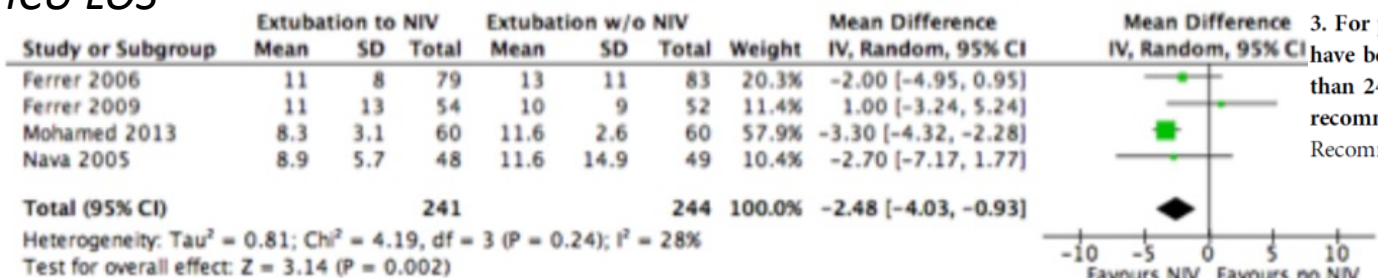 ICU LOS
Extubation to NIV Extubation w/o NIV Mean Difference Mean Difference
Study or Subgroup Mean SD Total Mean SD Total Weight IV, Random, 95% CI IV, Random, 95% CI
Ferrer 2006 11 8 79 13 11 83 20.3% -2.00 [-4.95, 0.95]
Ferrer 2009 11 13 54 10 9 52 11.4% 1.00 [-3.24, 5.24]
Mohamed 2013 8.3 3.1 60 11.6 2.6 60 57.9% -3.30 [-4.32, -2.28]
Nava 2005 8.9 5.7 48 11.6 14.9 49 10.4% -2.70 [-7.17, 1.77]
Total (95% CI) 241 244 100.0% -2.48 [-4.03, -0.93]
Heterogeneity: Tau² = 0.81; Chi² = 4.19, df = 3 (P = 0.24); I² = 28%
Test for overall effect: Z = 3.14 (P = 0.002)
-10 -5 0 5 10
Favours NIV Favours no NIV
3. For
have
than